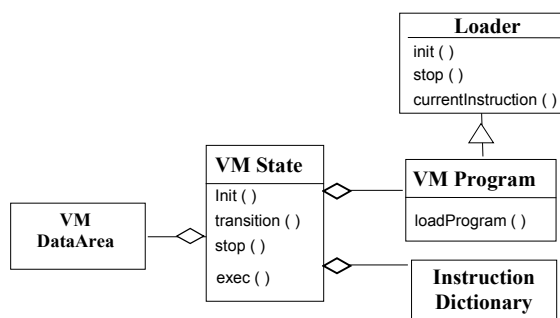 Loader
init ( )
stop ( )
currentInstruction ( )
VM State
Init ( )
transition ( )
stop ( )
exec ( )
VM Program
loadProgram ( )
VM
DataArea
Instruction
Dictionary